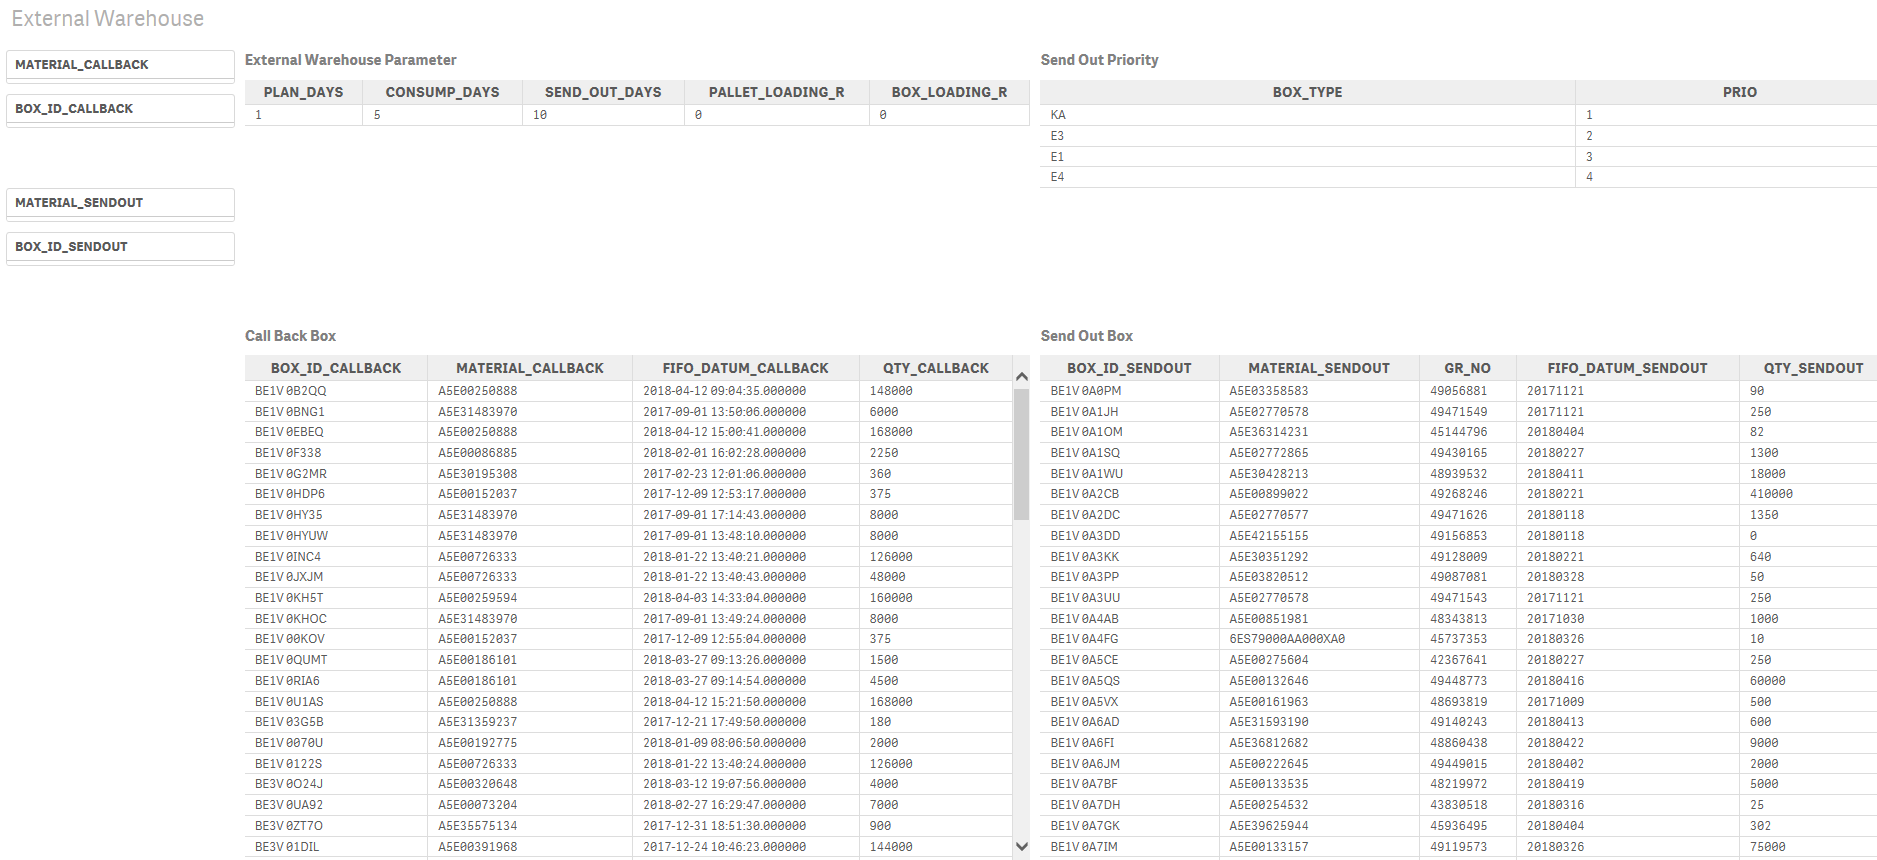 External Warehouse
MATERIAL_CALLBACK
BOX_ID_CALLBACK
MATERIAL_SENDOUT
BOX_ID_SENDOUT
External Warehouse Parameter
PLAN_DAYS CONSUMP_DAYS SEND_OUT_DAYS PALLET_LOADING_R BOX_LOADING_R
1 5 10 0 0
Send Out Priority
BOX_TYPE PRIO
KA 1
E3 2
E1 3
E4 4
Call Back Box
BOX_ID_CALLBACK MATERIAL_CALLBACK FIFO_DATUM_CALLBACK QTY_CALLBACK
BE1V0B2QQ A5E00250888 2018-04-12 09:04:35.000000 148000
BE1V0BNG1 A5E31483970 2017-09-01 13:50:06.000000 6000
BE1V0EBEQ A5E00250888 2018-04-12 15:00:41.000000 168000
BE1V0F338 A5E00086885 2018-02-01 16:02:28.000000 2250
BE1V0G2MR A5E30195308 2017-02-23 12:01:06.000000 360
BE1V0HDP6 A5E00152037 2017-12-09 12:53:17.000000 375
BE1V0HY35 A5E31483970 2017-09-01 17:14:43.000000 8000
BE1V0HYUW A5E31483970 2017-09-01 13:48:10.000000 8000
BE1V0INC4 A5E00726333 2018-01-22 13:40:21.000000 126000
BE1V0JXJM A5E00726333 2018-01-22 13:40:43.000000 48000
BE1V0KH5T A5E00259594 2018-04-03 14:33:04.000000 160000
BE1V0KHOC A5E31483970 2017-09-01 13:49:24.000000 8000
BE1V00KOV A5E00152037 2017-12-09 12:55:04.000000 375
BE1V0QUMT A5E00186101 2018-03-27 09:13:26.000000 1500
BE1V0RIA6 A5E00186101 2018-03-27 09:14:54.000000 4500
BE1V0U1AS A5E00250888 2018-04-12 15:21:50.000000 168000
BE1V03G5B A5E31359237 2017-12-21 17:49:50.000000 180
BE1V0070U A5E00192775 2018-01-09 08:06:50.000000 2000
BE1V0122S A5E00726333 2018-01-22 13:40:24.000000 126000
BE3V0O24J A5E00320648 2018-03-12 19:07:56.000000 4000
BE3V0UA92 A5E00073204 2018-02-27 16:29:47.000000 7000
BE3V0ZT7O A5E35575134 2017-12-31 18:51:30.000000 900
BE3V01DIL A5E00391968 2017-12-24 10:46:23.000000 144000
Send Out Box
BOX_ID_SENDOUT MATERIAL_SENDOUT GR_NO FIFO_DATUM_SENDOUT QTY_SENDOUT
BE1V0A0PM A5E03358583 49056881 20171121 90
BE1V0A1JH A5E02770578 49471549 20171121 250
BE1V0A1OM A5E36314231 45144796 20180404 82
BE1V0A1SQ A5E02772865 49430165 20180227 1300
BE1V0A1WU A5E30428213 48939532 20180411 18000
BE1V0A2CB A5E00899022 49268246 20180221 410000
BE1V0A2DC A5E02770577 49471626 20180118 1350
BE1V0A3DD A5E42155155 49156853 20180118 0
BE1V0A3KK A5E30351292 49128009 20180221 640
BE1V0A3PP A5E03820512 49087081 20180328 50
BE1V0A3UU A5E02770578 49471543 20171121 250
BE1V0A4AB A5E00851981 48343813 20171030 1000
BE1V0A4FG 6ES79000AA000XA0 45737353 20180326 10
BE1V0A5CE A5E00275604 42367641 20180227 250
BE1V0A5QS A5E00132646 49448773 20180416 60000
BE1V0A5VX A5E00161963 48693819 20171009 500
BE1V0A6AD A5E31593190 49140243 20180413 600
BE1V0A6FI A5E36812682 48860438 20180422 9000
BE1V0A6JM A5E00222645 49449015 20180402 2000
BE1V0A7BF A5E00133535 48219972 20180419 5000
BE1V0A7DH A5E00254532 43830518 20180316 25
BE1V0A7GK A5E39625944 45936495 20180404 302
BE1V0A7IM A5E00133157 49119573 20180326 75000